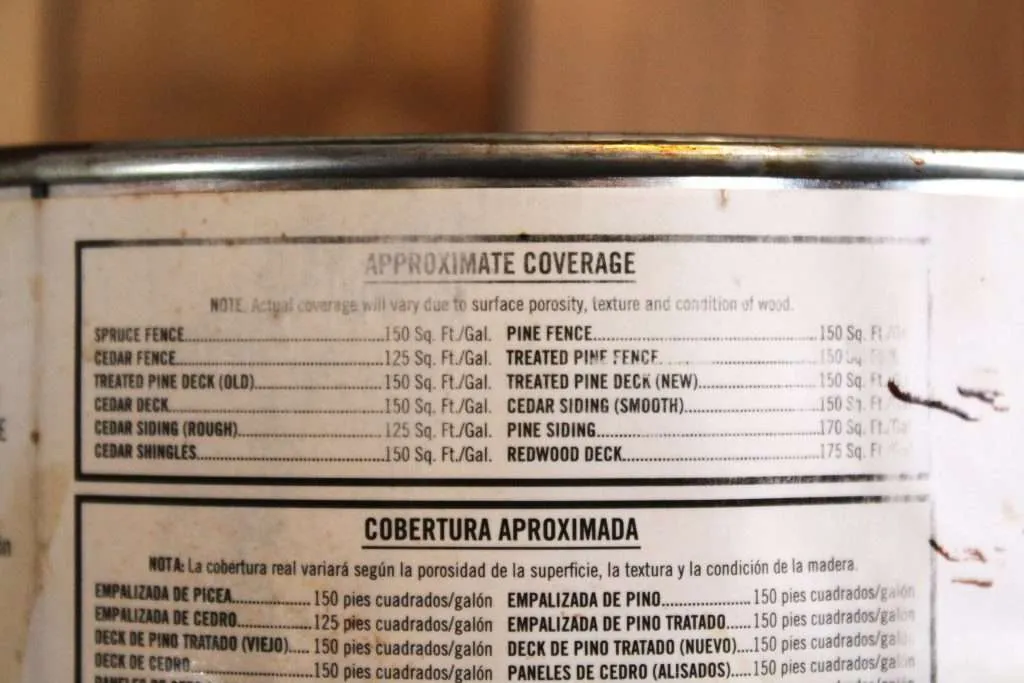 APPROXIMATE COVERAGE
NOTE. Actual coverage will vary due to surface porosity, texture and condition of wood.
SPRUCE FENCE 150 Sq. Ft./Gal. PINE FENCE 150 Sq. Ft
CEDAR FENCE 125 Sq. Ft./Gal. TREATED PINE FENCE 150
TREATED PINE DECK (OLD) 150 Sq. Ft./Gal. TREATED PINE DECK (NEW) 150 Sq. Ft.
CEDAR DECK 150 Sq. Ft./Gal. CEDAR SIDING (SMOOTH) 150 Sq. Ft.
CEDAR SIDING (ROUGH) 125 Sq. Ft./Gal. PINE SIDING 170 Sq. Ft.
CEDAR SHINGLES 150 Sq. Ft./Gal. REDWOOD DECK 175 Sq. Ft
COBERTURA APROXIMADA
NOTA: La cobertura real variará según la porosidad de la superficie, la textura y la condición de la madera.
EMPALIZADA DE PICEA 150 pies cuadrados/galón EMPALIZADA DE PINO 150 pies cuadrados/galón
EMPALIZADA DE CEDRO 125 pies cuadrados/galón EMPALIZADA DE PINO TRATADO 150 pies cuadrados/galón
DECK DE PINO TRATADO (VIEJO) 150 pies cuadrados/galón DECK DE PINO TRATADO (NUEVO) 150 pies cuadrados/galón
DECK DE CEDRO 150 pies cuadrados/galón PANELES DE CEDRO (ALISADOS) 150 pies cuadrados/galón